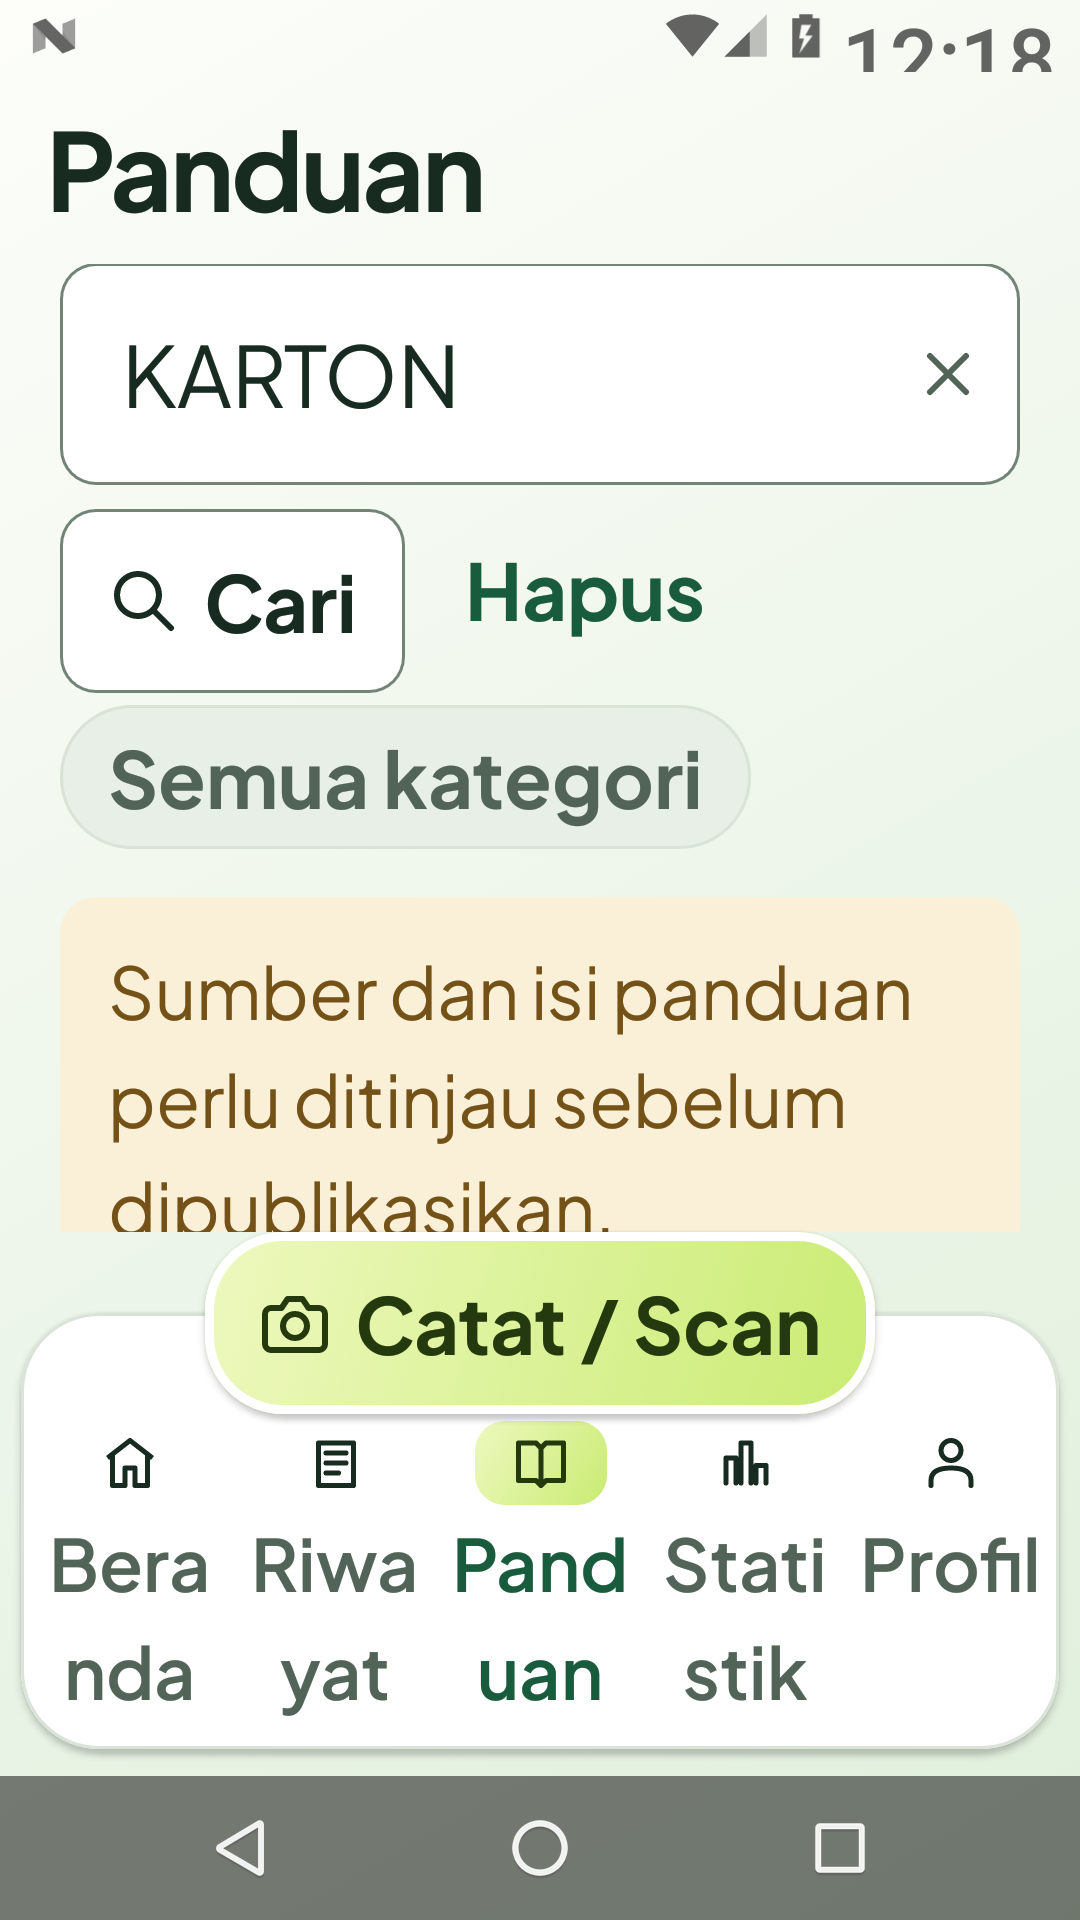 12:18
Panduan
KARTON
Cari
Hapus
Semua kategori
Sumber dan isi panduan
perlu ditinjau sebelum
dipublikasikan.
Catat / Scan
Bera
nda
Riwa
yat
Pand
uan
Stati
stik
Profil